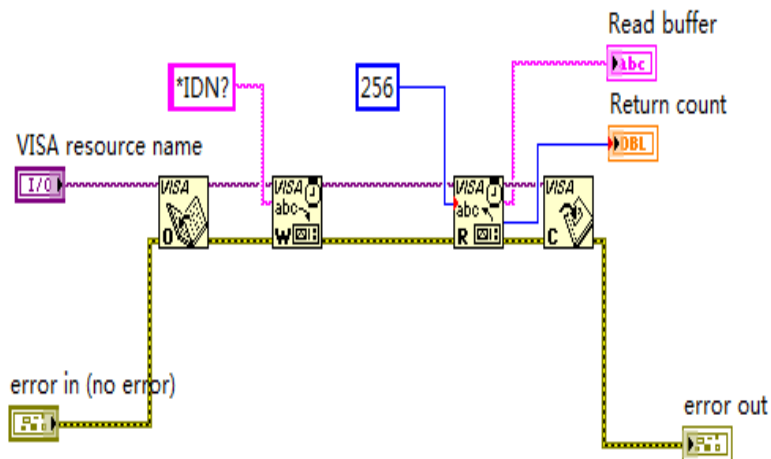 Read buffer
abc
*IDN?
256
Return count
DBL
VISA resource name
I/O
VISA
O
VISA
abc
W
VISA
abc
R
VISA
C
error in (no error)
error out